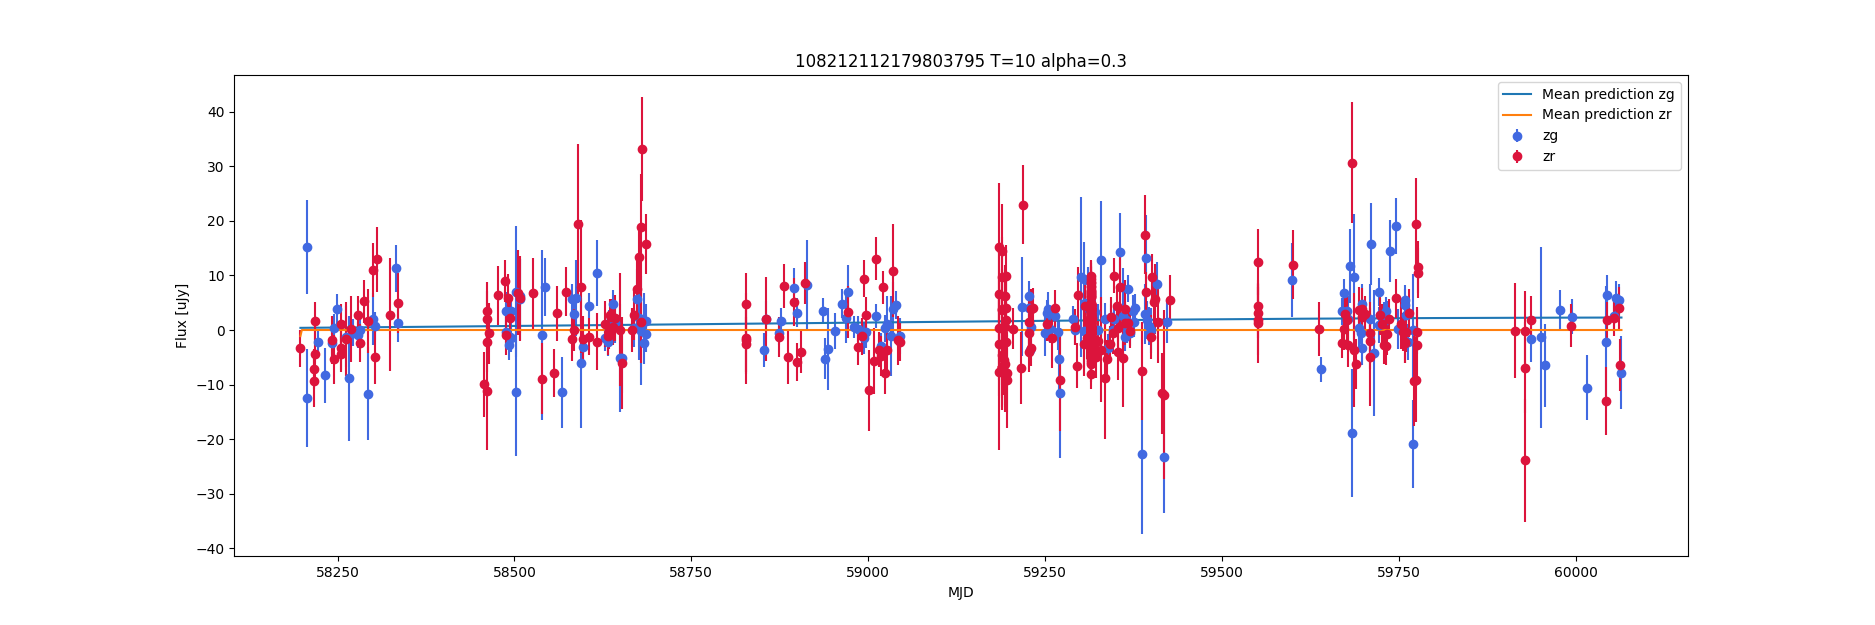 108212112179803795 T=10 alpha=0.3
Mean prediction zg
Mean prediction zr
zg
zr
Flux [uJy]
40
30
20
10
0
−10
−20
−30
−40
58250 58500 58750 59000 59250 59500 59750 60000
MJD